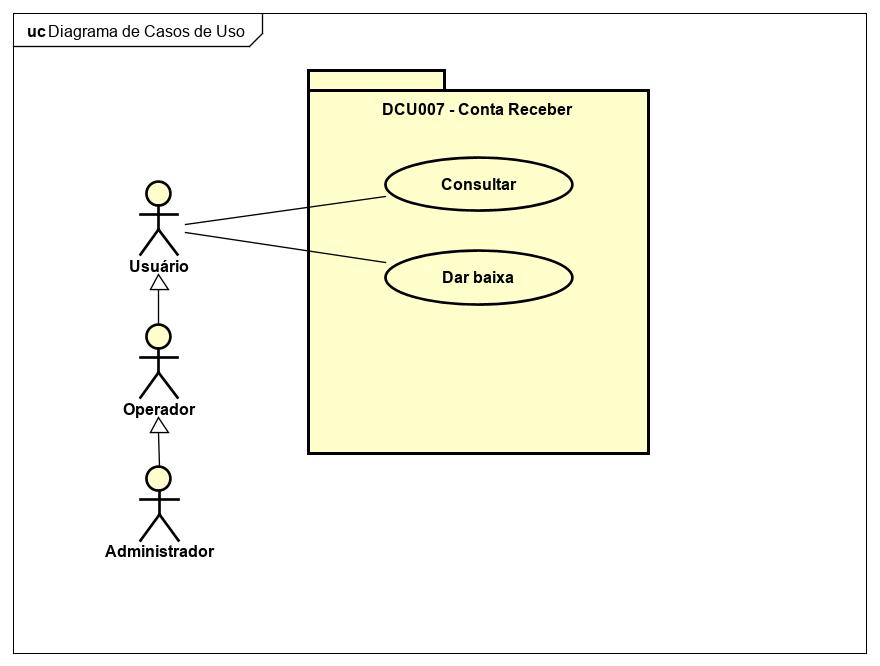 uc Diagrama de Casos de Uso
DCU007 - Conta Receber
Consultar
Usuário
Dar baixa
Operador
Administrador